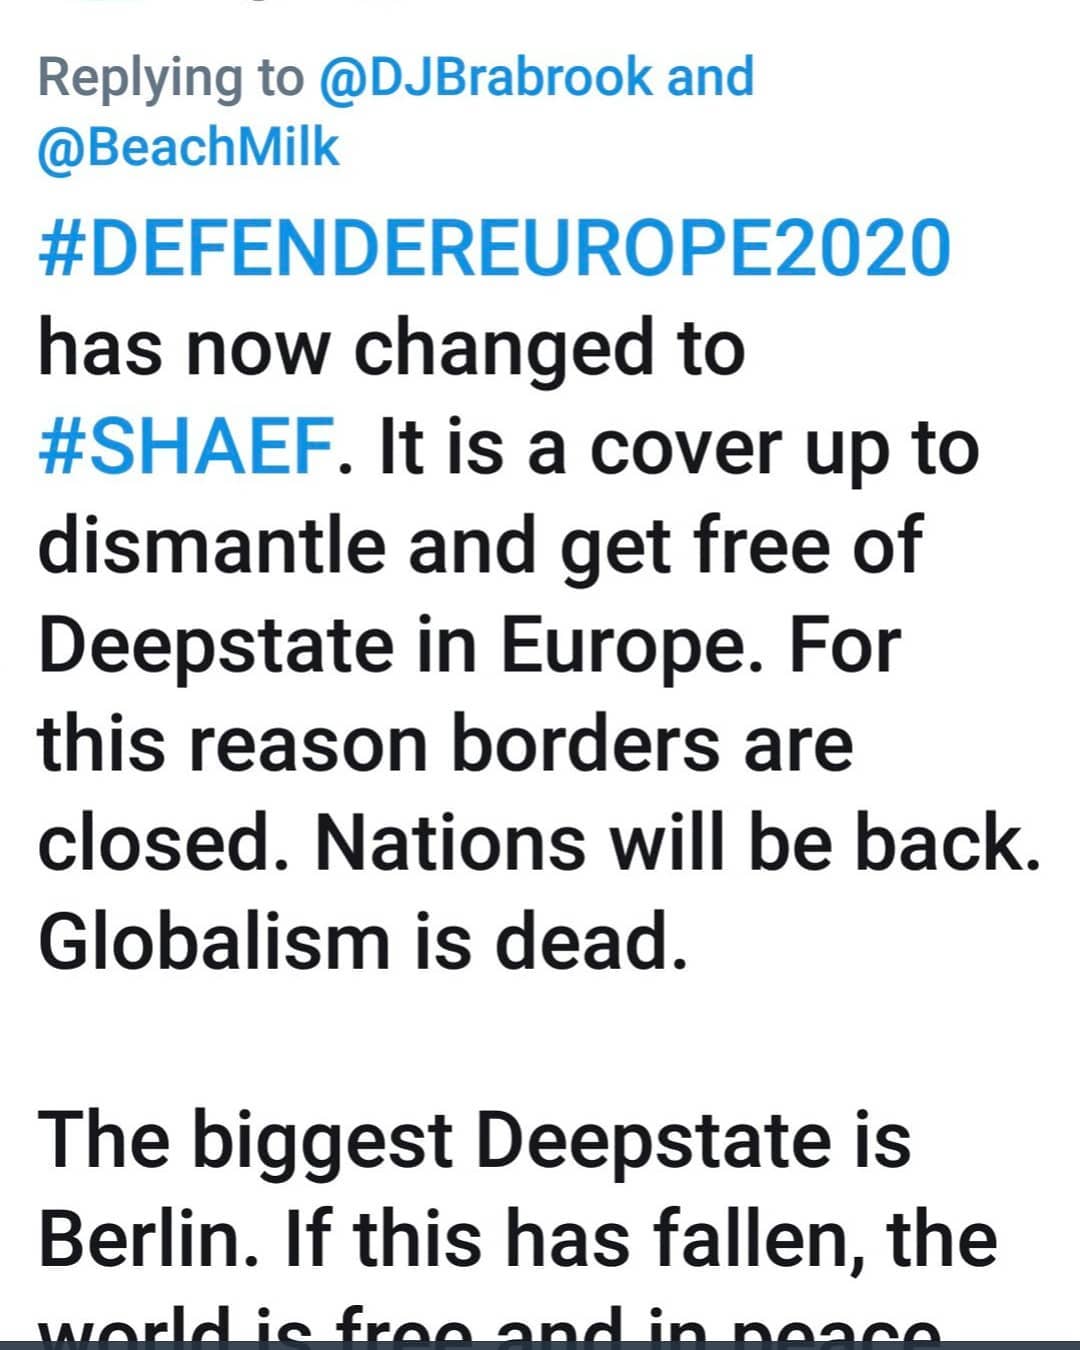 Replying to @DJBrabrook and
@BeachMilk
#DEFENDEREUROPE2020
has now changed to
#SHAEF. It is a cover up to
dismantle and get free of
Deepstate in Europe. For
this reason borders are
closed. Nations will be back.
Globalism is dead.
The biggest Deepstate is
Berlin. If this has fallen, the
world is free and in peace